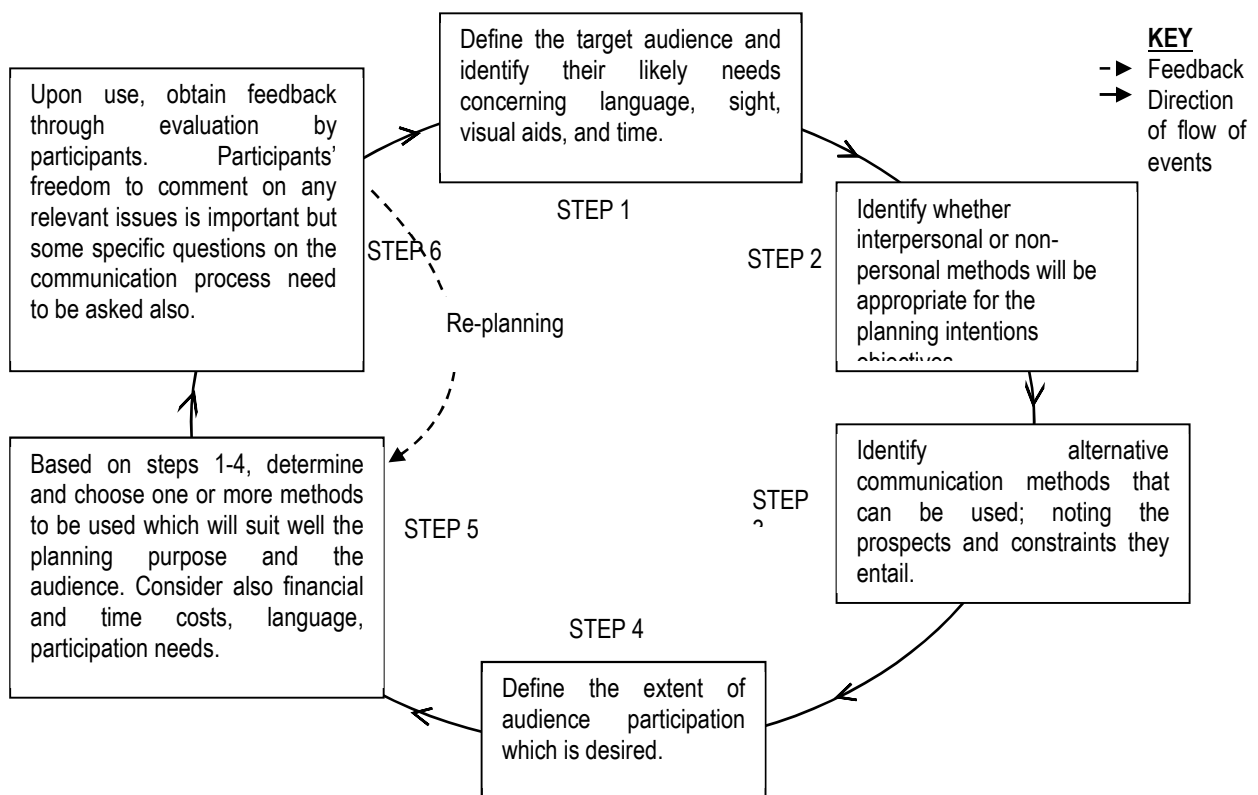 Define the target audience and
identify their likely needs
concerning language, sight,
visual aids, and time.
STEP 1
KEY
Feedback
Direction
of flow of
events
Upon use, obtain feedback
through evaluation by
participants. Participants’
freedom to comment on any
relevant issues is important but
some specific questions on the
communication process need
to be asked also.
STEP 6
Re-planning
STEP 2
Identify whether
interpersonal or non-
personal methods will be
appropriate for the
planning intentions
objectives
STEP
Identify alternative
communication methods that
can be used; noting the
prospects and constraints they
entail.
Based on steps 1-4, determine
and choose one or more methods
to be used which will suit well the
planning purpose and the
audience. Consider also financial
and time costs, language,
participation needs.
STEP 5
STEP 4
Define the extent of
audience participation
which is desired.